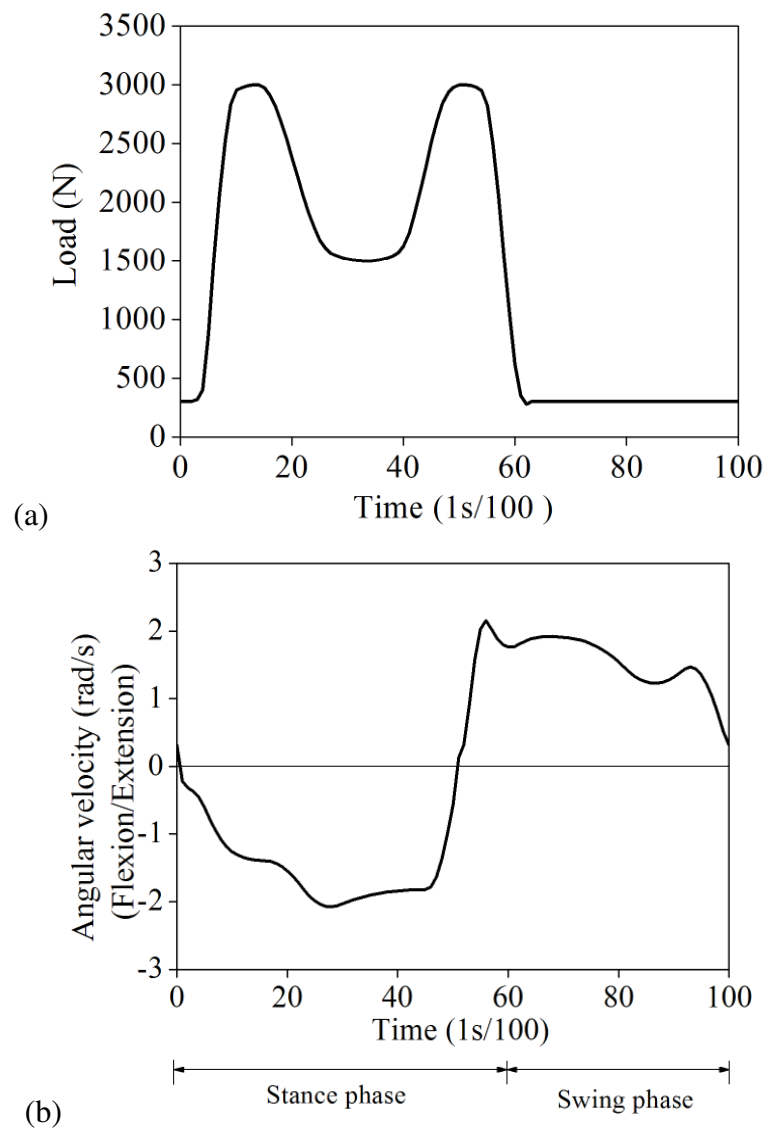 3500
3000
2500
2000
1500
1000
500
0
Load (N)
0 20 40 60 80 100
Time (1s/100 )
(a)
3
2
1
0
-1
-2
-3
Angular velocity (rad/s)
(Flexion/Extension)
0 20 40 60 80 100
Time (1s/100)
Stance phase Swing phase
(b)